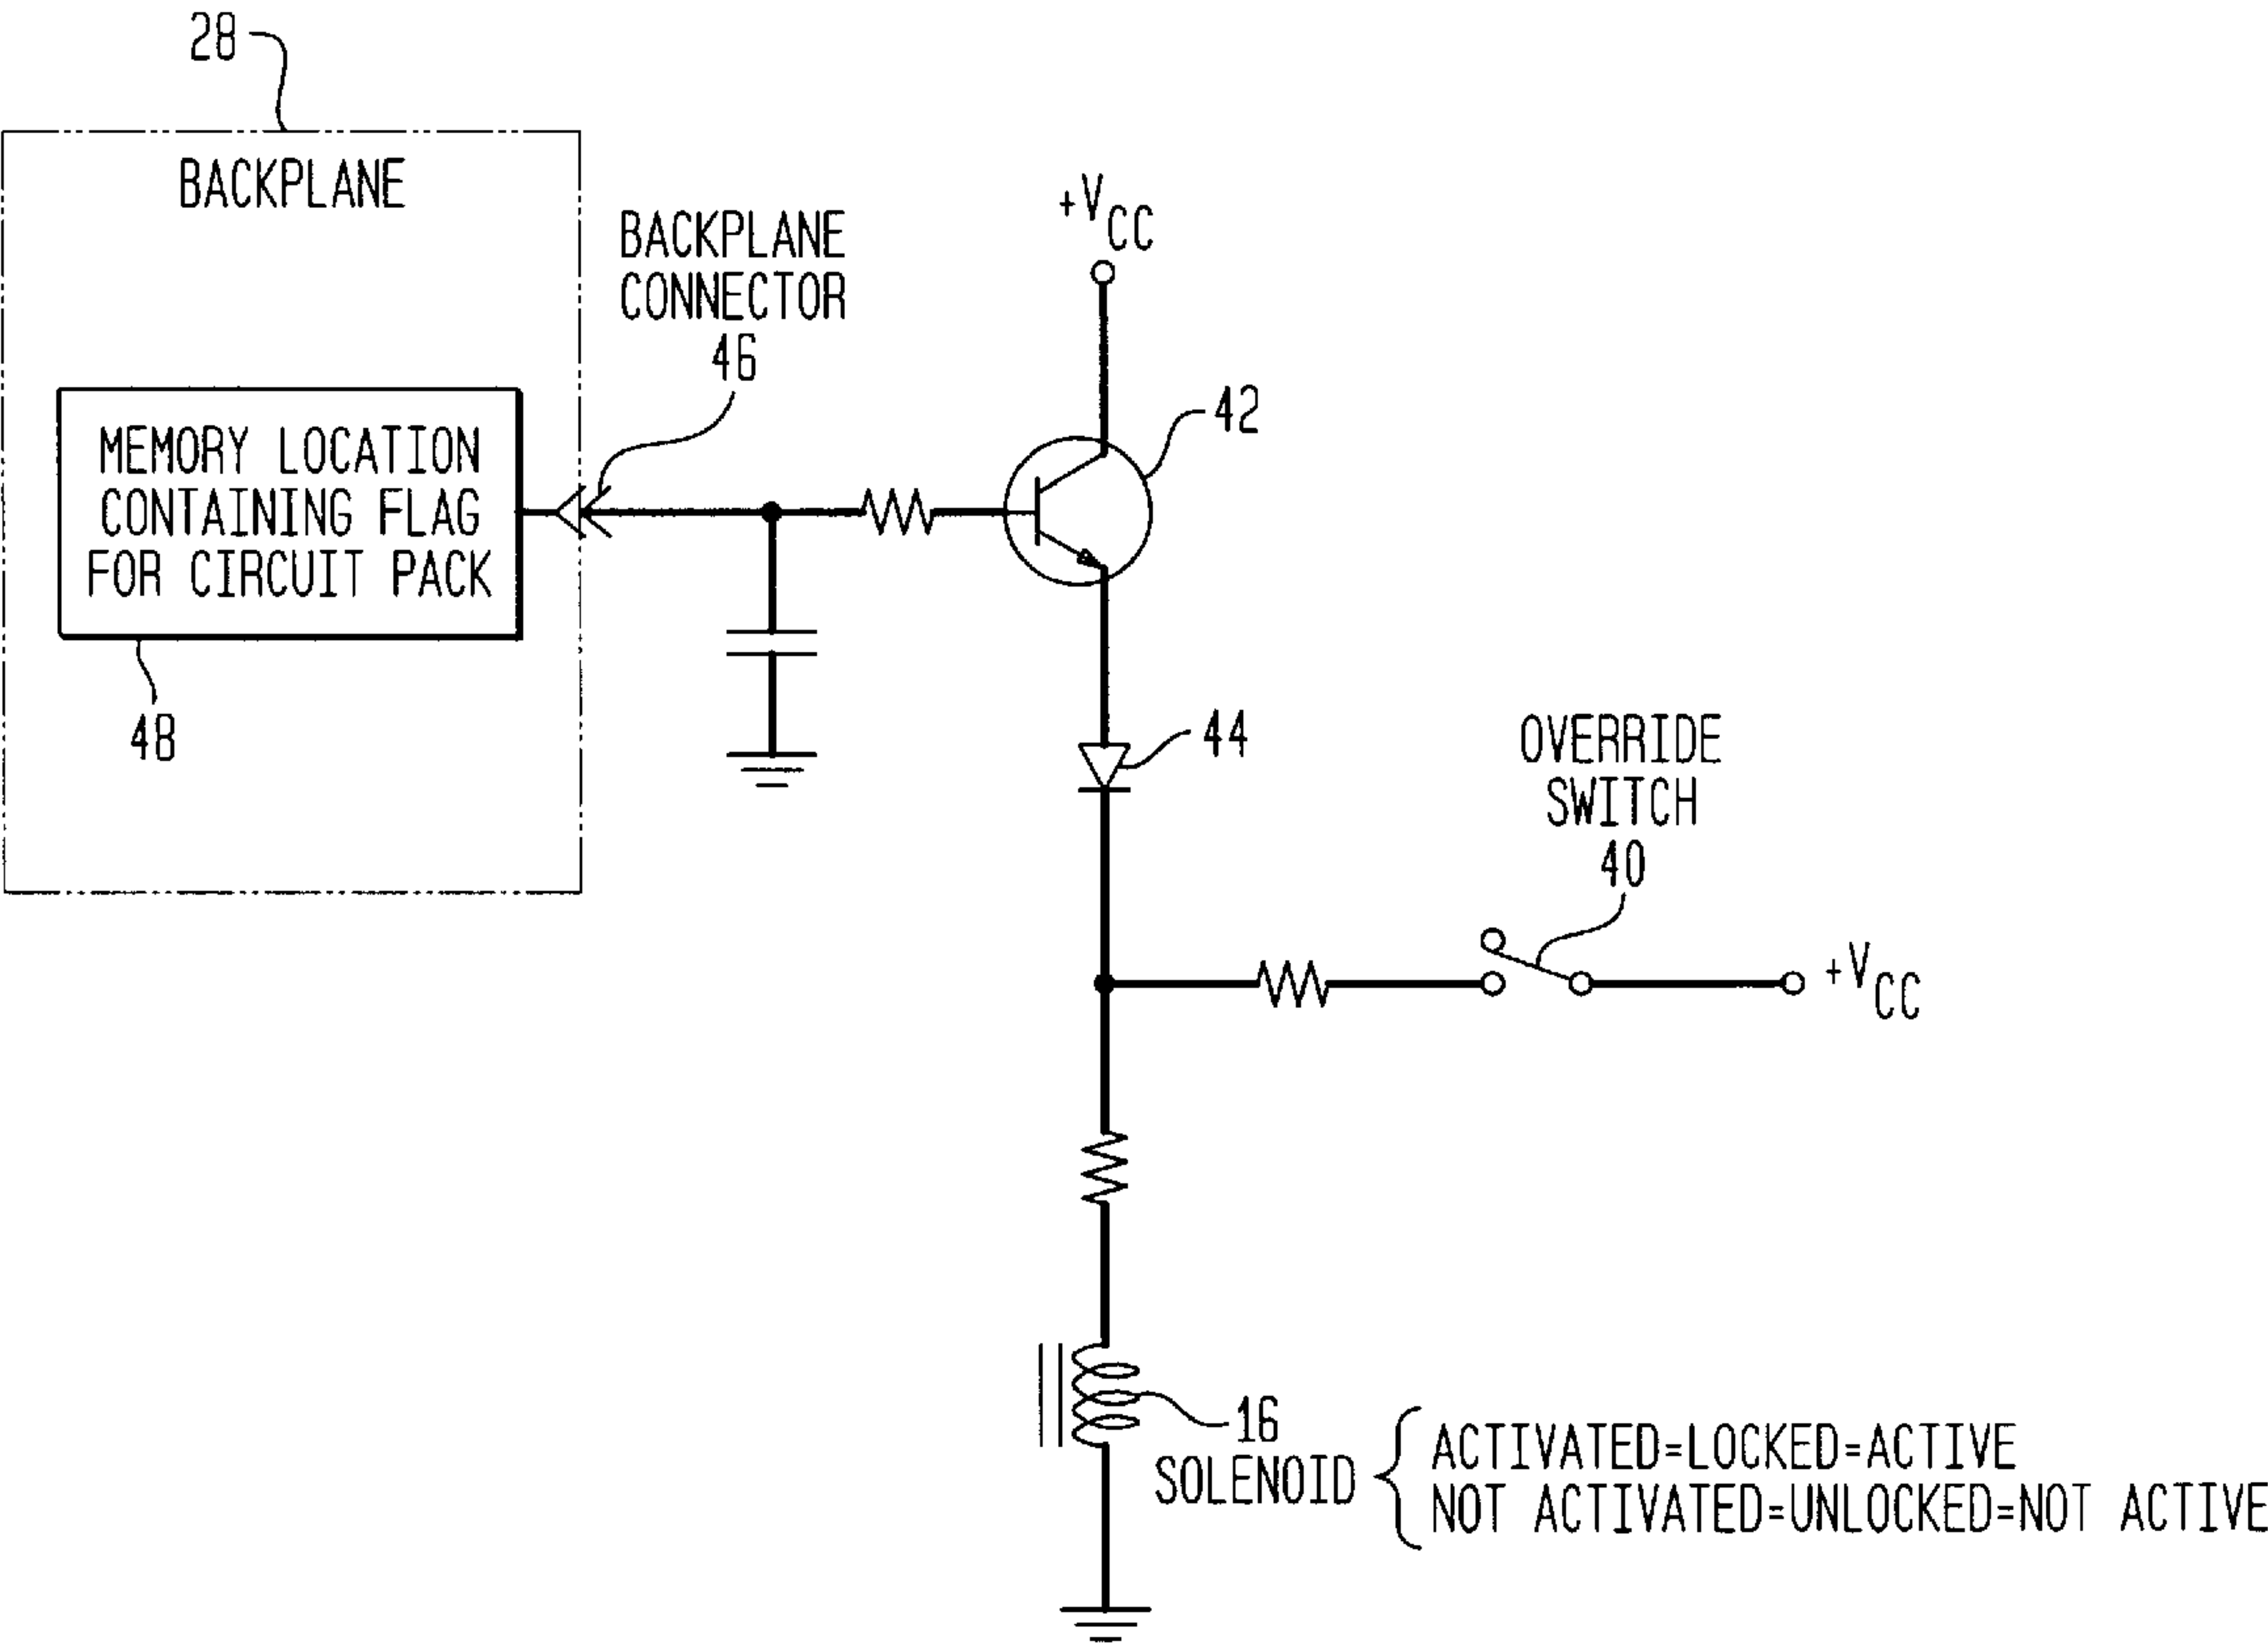 28
BACKPLANE
BACKPLANE
CONNECTOR
46
MEMORY LOCATION
CONTAINING FLAG
FOR CIRCUIT PACK
48
+VCC
42
44
OVERRIDE
SWITCH
40
+VCC
16
SOLENOID
ACTIVATED=LOCKED=ACTIVE
NOT ACTIVATED=UNLOCKED=NOT ACTIVE